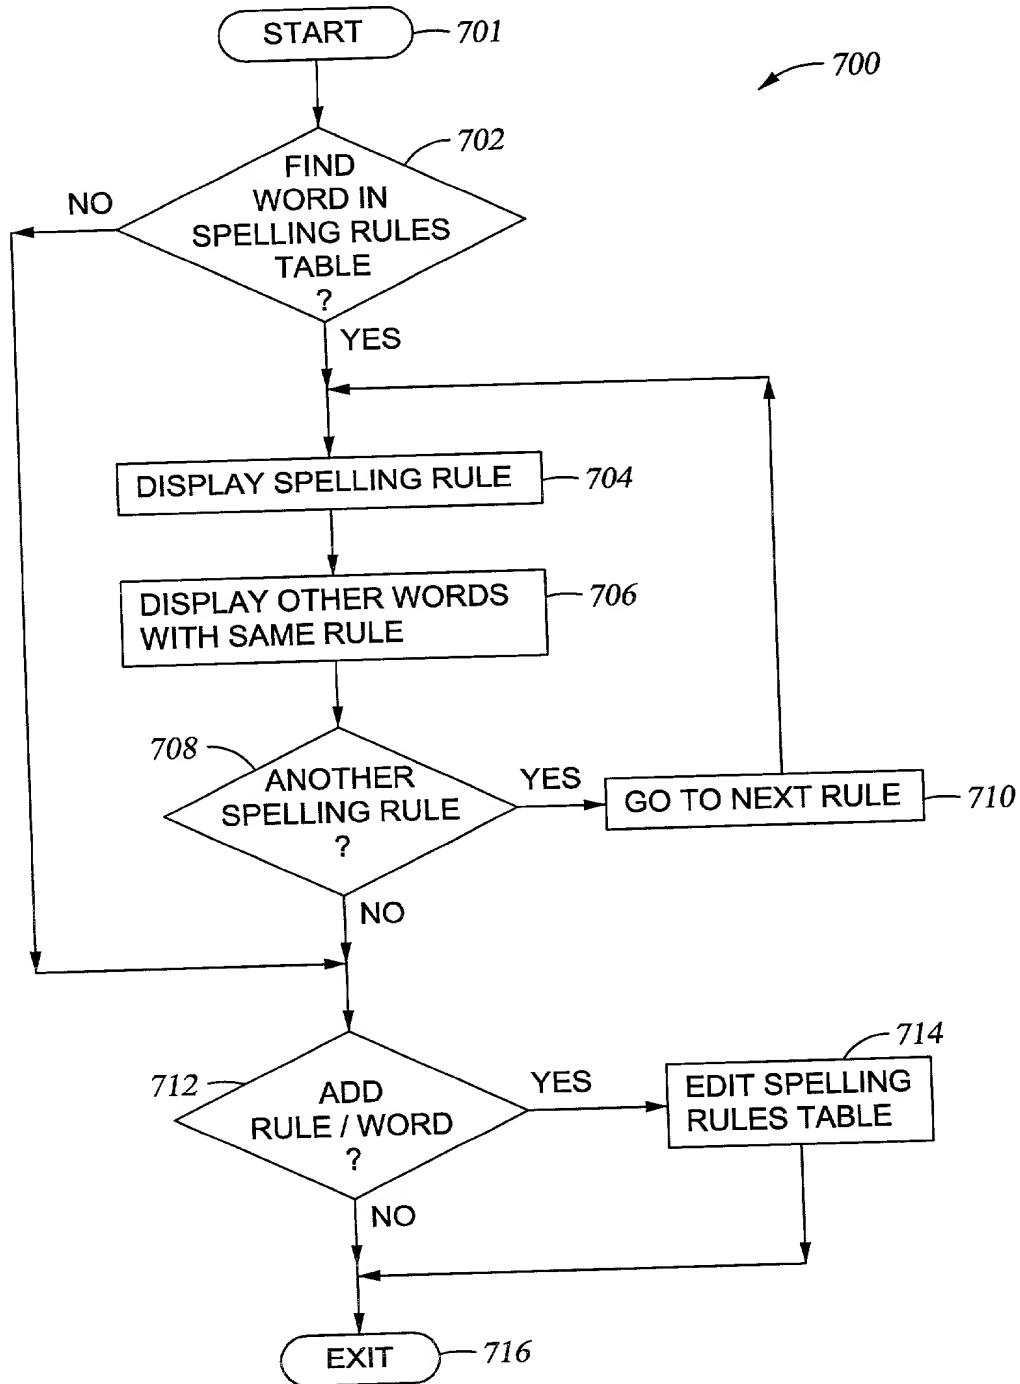 START
701
700
702
FIND
WORD IN
SPELLING RULES
TABLE
?
NO
YES
DISPLAY SPELLING RULE
704
DISPLAY OTHER WORDS
WITH SAME RULE
706
708
ANOTHER
SPELLING RULE
?
YES
GO TO NEXT RULE
710
NO
712
ADD
RULE / WORD
?
YES
714
EDIT SPELLING
RULES TABLE
NO
EXIT
716